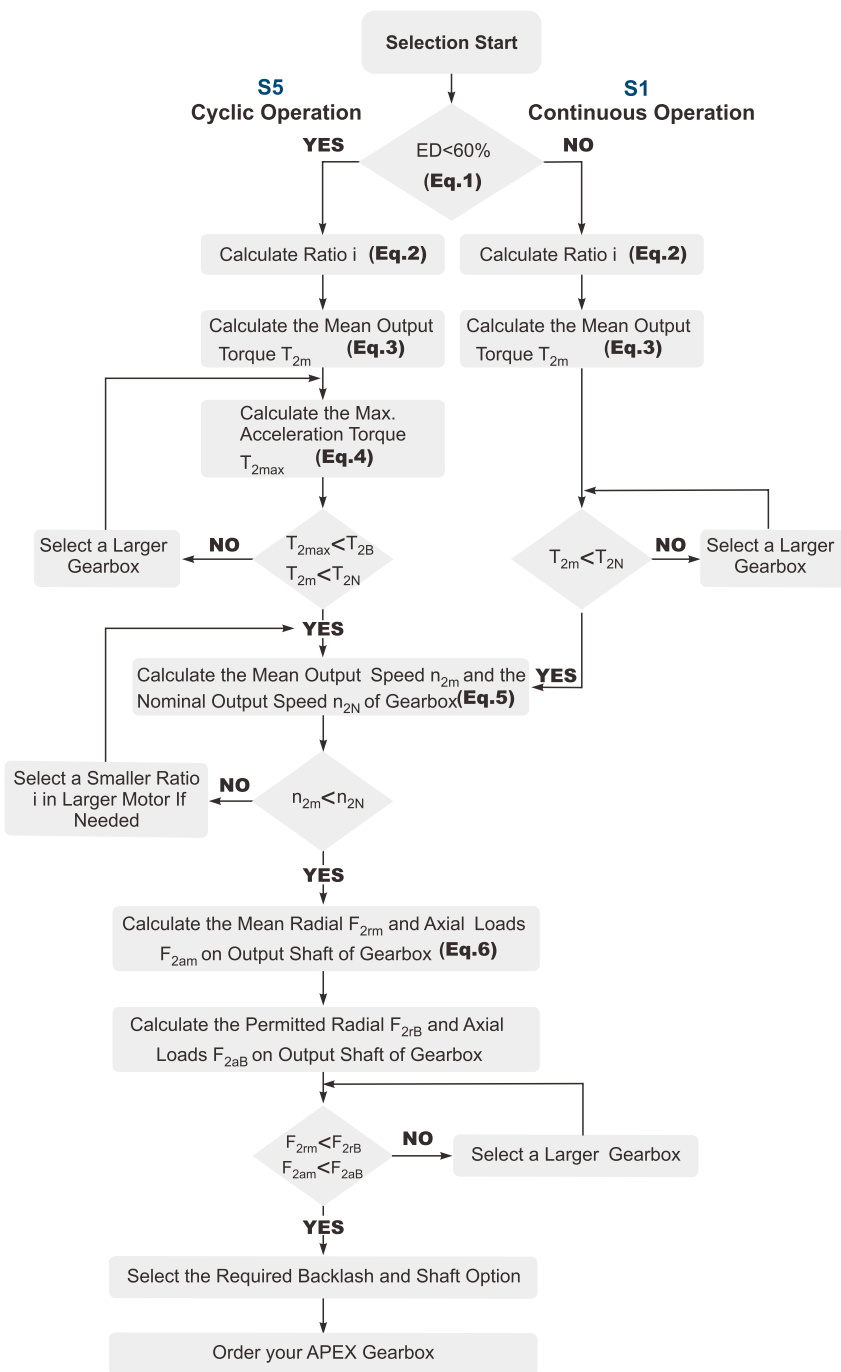 Selection Start
S5
Cyclic Operation
S1
Continuous Operation
YES
NO
ED<60%
(Eq.1)
Calculate Ratio i (Eq.2)
Calculate Ratio i (Eq.2)
Calculate the Mean Output
Torque T2m (Eq.3)
Calculate the Mean Output
Torque T2m (Eq.3)
Calculate the Max.
Acceleration Torque
T2max (Eq.4)
Select a Larger
Gearbox
NO
T2max<T2B
T2m<T2N
T2m<T2N
NO
Select a Larger
Gearbox
YES
Calculate the Mean Output Speed n2m and the
Nominal Output Speed n2N of Gearbox(Eq.5)
YES
Select a Smaller Ratio
i in Larger Motor If
Needed
NO
n2m<n2N
YES
Calculate the Mean Radial F2rm and Axial Loads
F2am on Output Shaft of Gearbox (Eq.6)
Calculate the Permitted Radial F2rB and Axial
Loads F2aB on Output Shaft of Gearbox
F2rm<F2rB
F2am<F2aB
NO
Select a Larger Gearbox
YES
Select the Required Backlash and Shaft Option
Order your APEX Gearbox